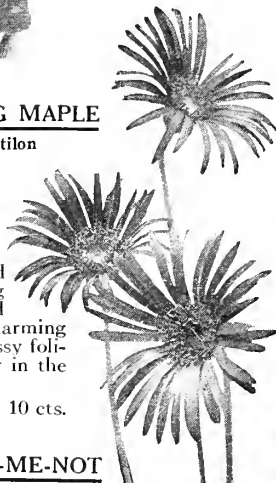 G MAPLE
tilon
d
g
d
arming
ssy foli-
r in the
10 cts.
-ME-NOT